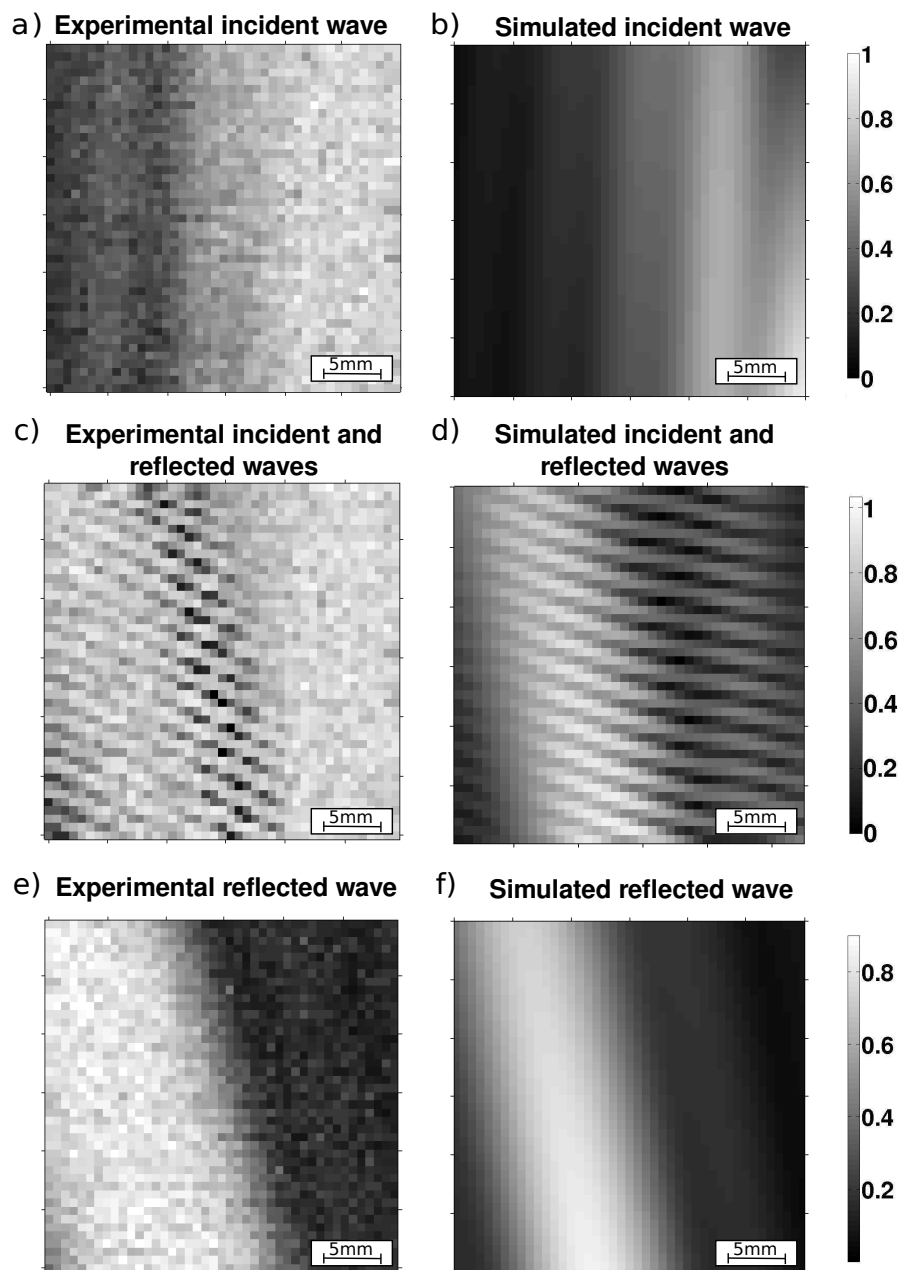 a) Experimental incident wave
b) Simulated incident wave
1
0.8
0.6
0.4
0.2
0
5mm
5mm
c) Experimental incident and
reflected waves
d) Simulated incident and
reflected waves
1
0.8
0.6
0.4
0.2
0
5mm
5mm
e) Experimental reflected wave
f) Simulated reflected wave
0.8
0.6
0.4
0.2
5mm
5mm